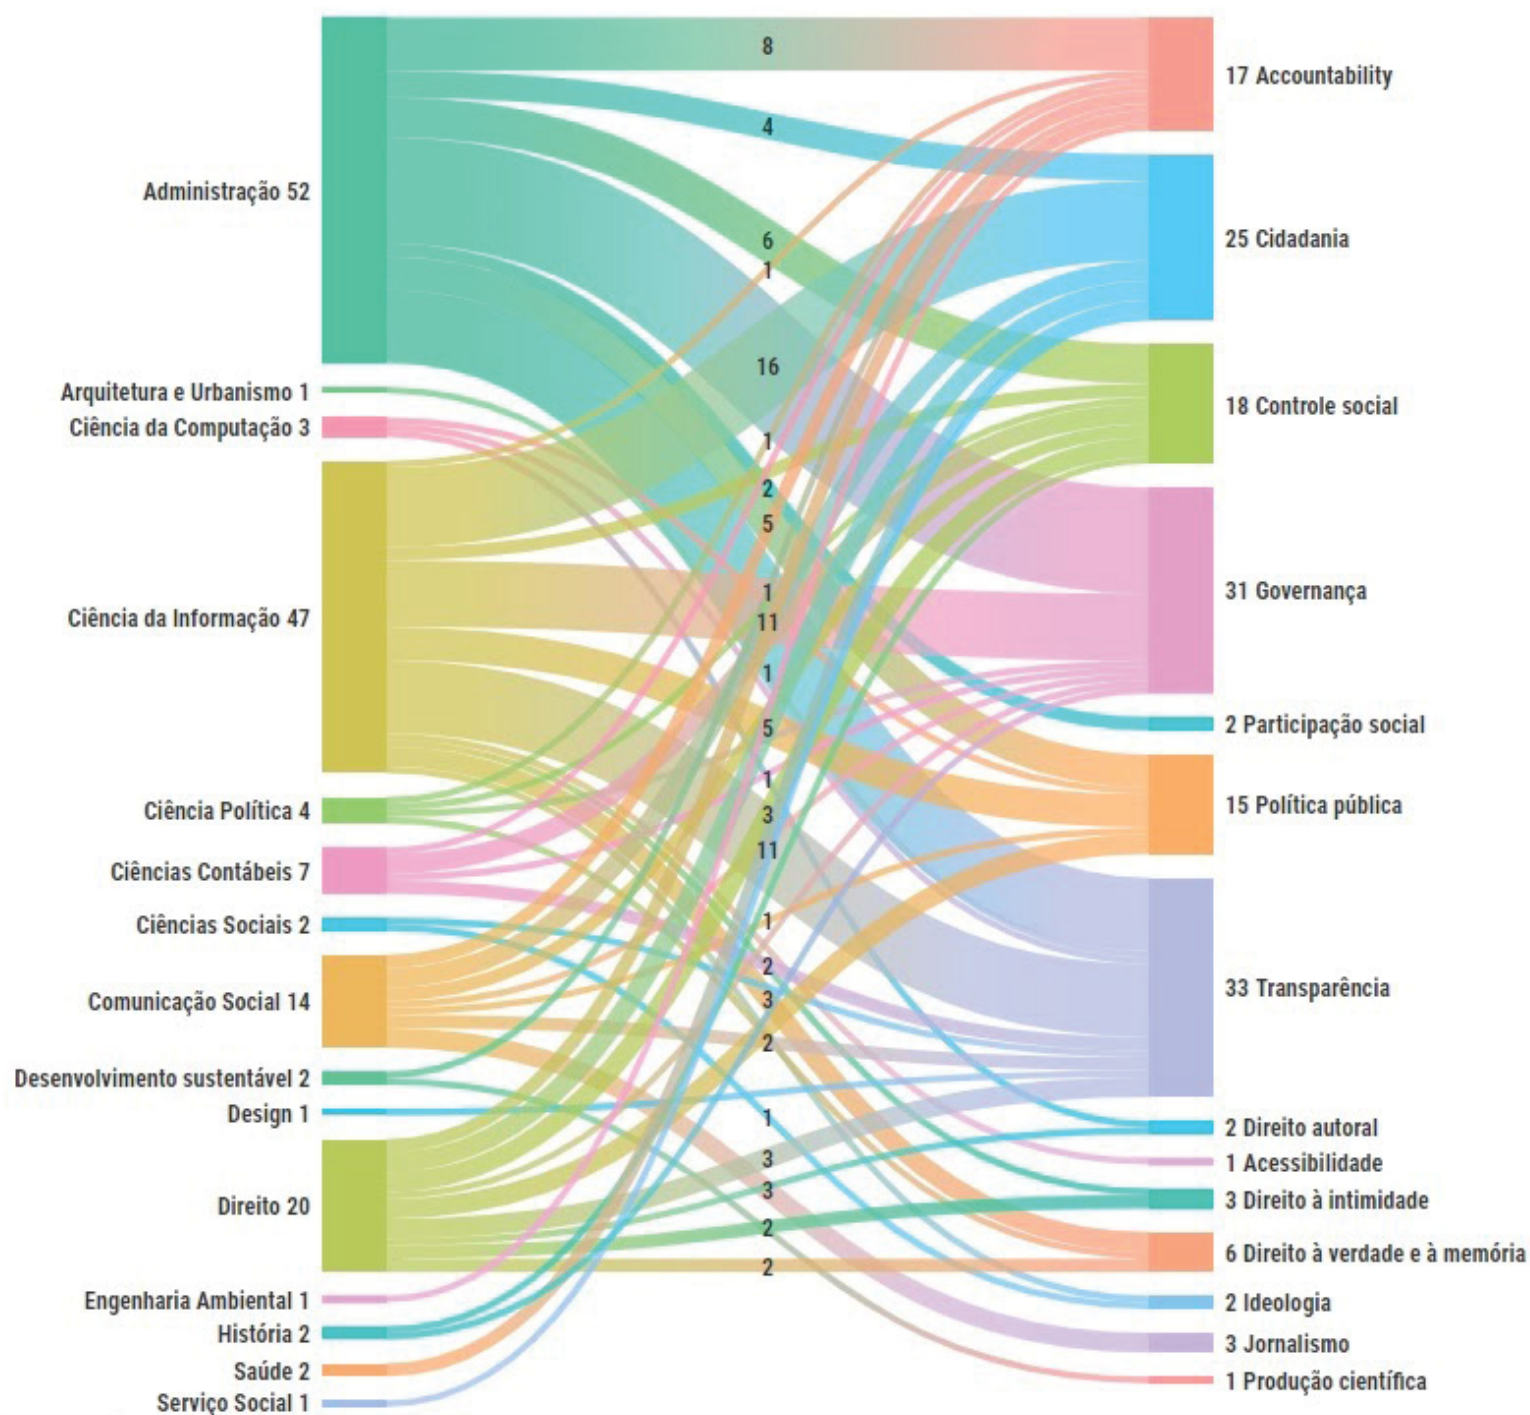 Administração 52
Arquitetura e Urbanismo 1
Ciência da Computação 3
Ciência da Informação 47
Ciência Política 4
Ciências Contábeis 7
Ciências Sociais 2
Comunicação Social 14
Desenvolvimento sustentável 2
Design 1
Direito 20
Engenharia Ambiental 1
História 2
Saúde 2
Serviço Social 1
8
4
6
1
16
1
2
5
1
11
1
5
1
3
11
1
2
3
2
1
3
3
2
2
17 Accountability
25 Cidadania
18 Controle social
31 Governança
2 Participação social
15 Política pública
33 Transparência
2 Direito autoral
1 Acessibilidade
3 Direito à intimidade
6 Direito à verdade e à memória
2 Ideologia
3 Jornalismo
1 Produção científica